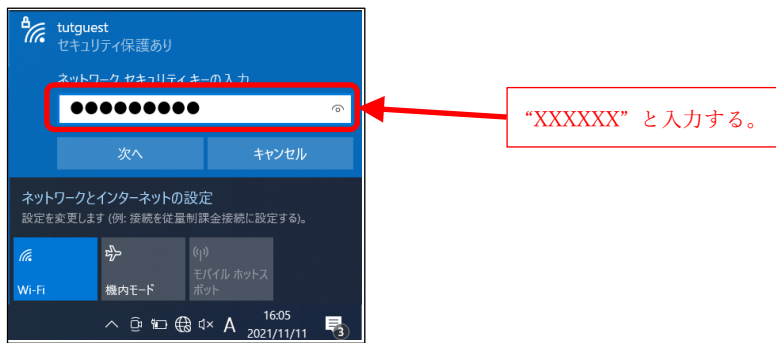 tutguest
セキュリティ保護あり
ネットワーク セキュリティ キーの入力
●●●●●●●●●
“XXXXXX”と入力する。
次へ
キャンセル
ネットワークとインターネットの設定
設定を変更します (例: 接続を従量制課金接続に設定する)。
Wi-Fi
機内モード
モバイル ホットス
ポット
A
16:05
2021/11/11
3